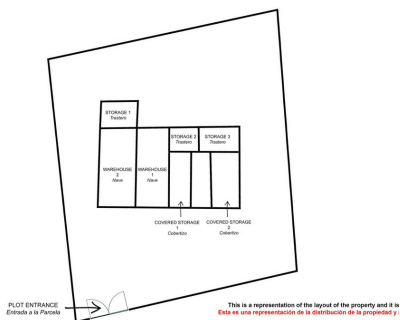 STORAGE 1
Trastero
STORAGE 2
Trastero
STORAGE 3
Trastero
WAREHOUSE
2
Nave
WAREHOUSE
1
Nave
COVERED STORAGE
1
Cobertizo
COVERED STORAGE
2
Cobertizo
PLOT ENTRANCE
Entrada a la Parcela
This is a representation of the layout of the property and it is
Esta es una representación de la distribución de la propiedad y